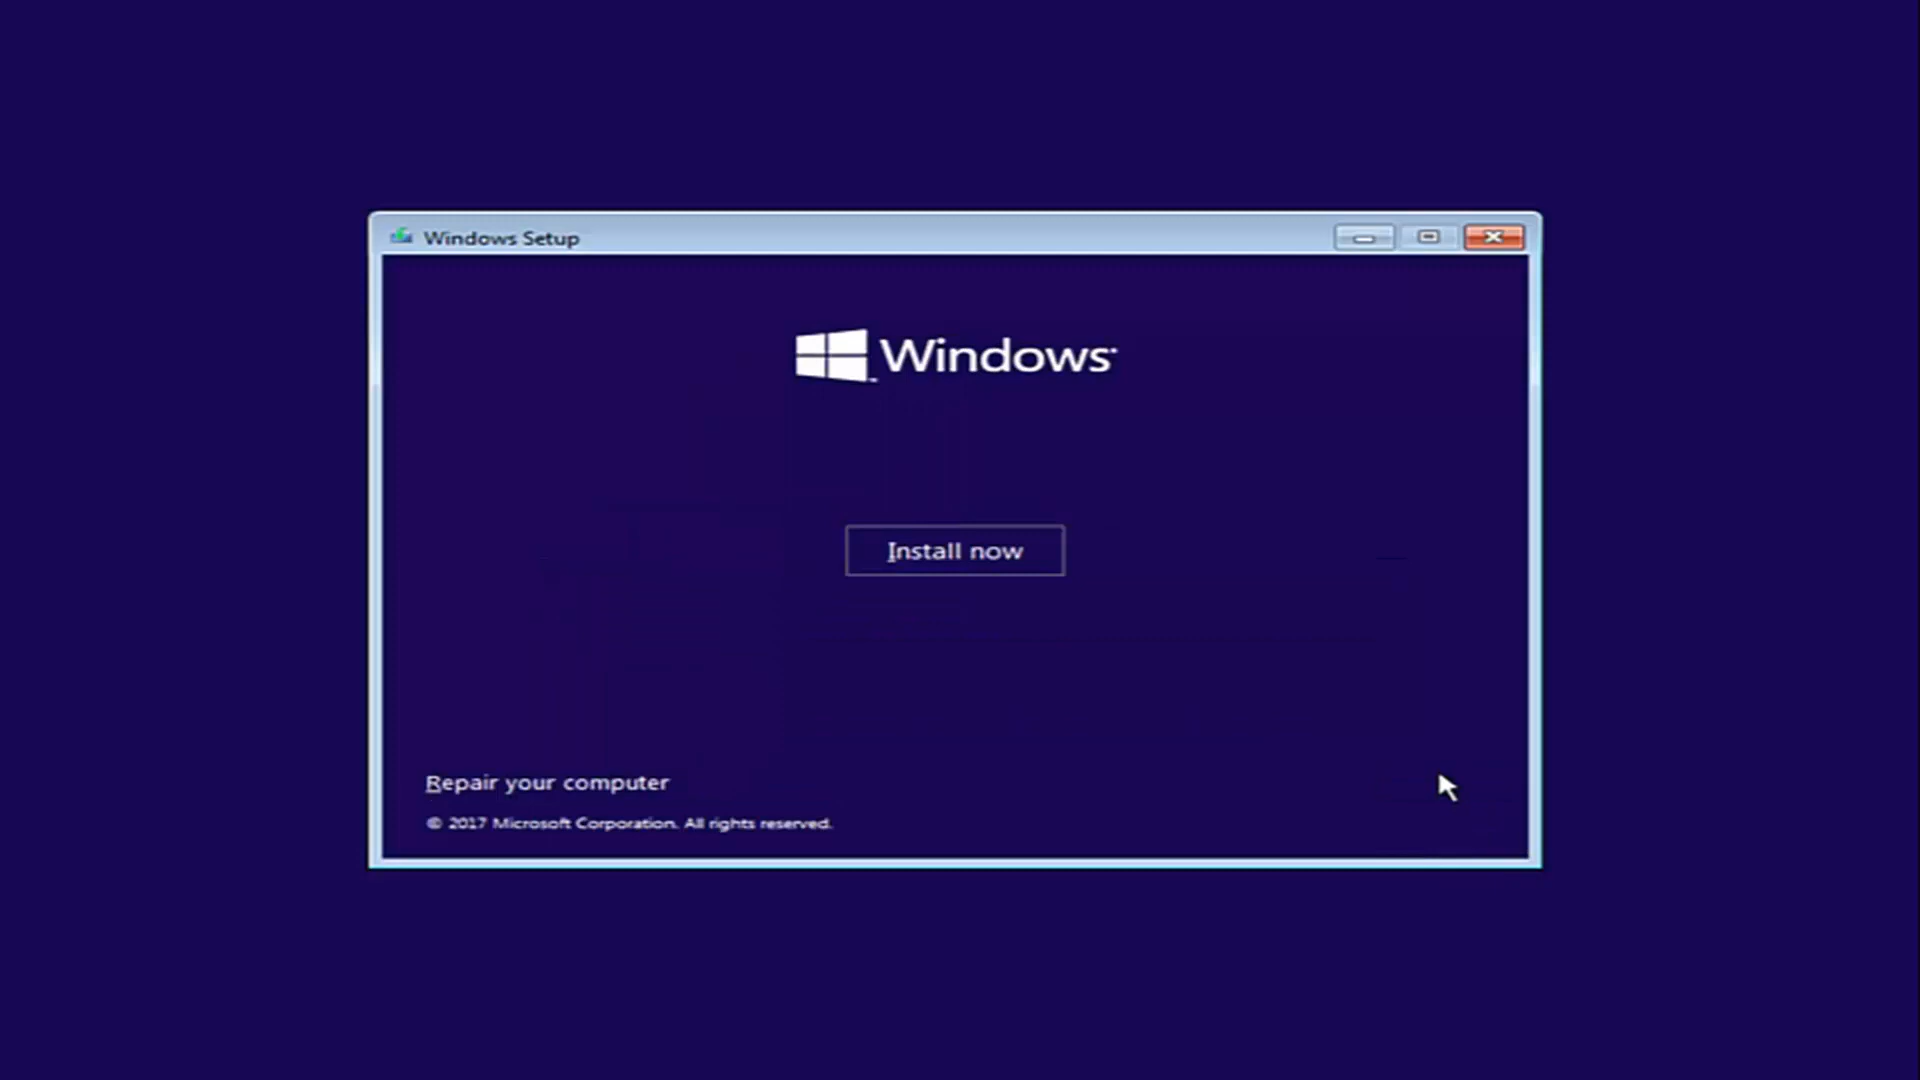 Windows Setup
Windows
Install now
Repair your computer
© 2017 Microsoft Corporation. All rights reserved.